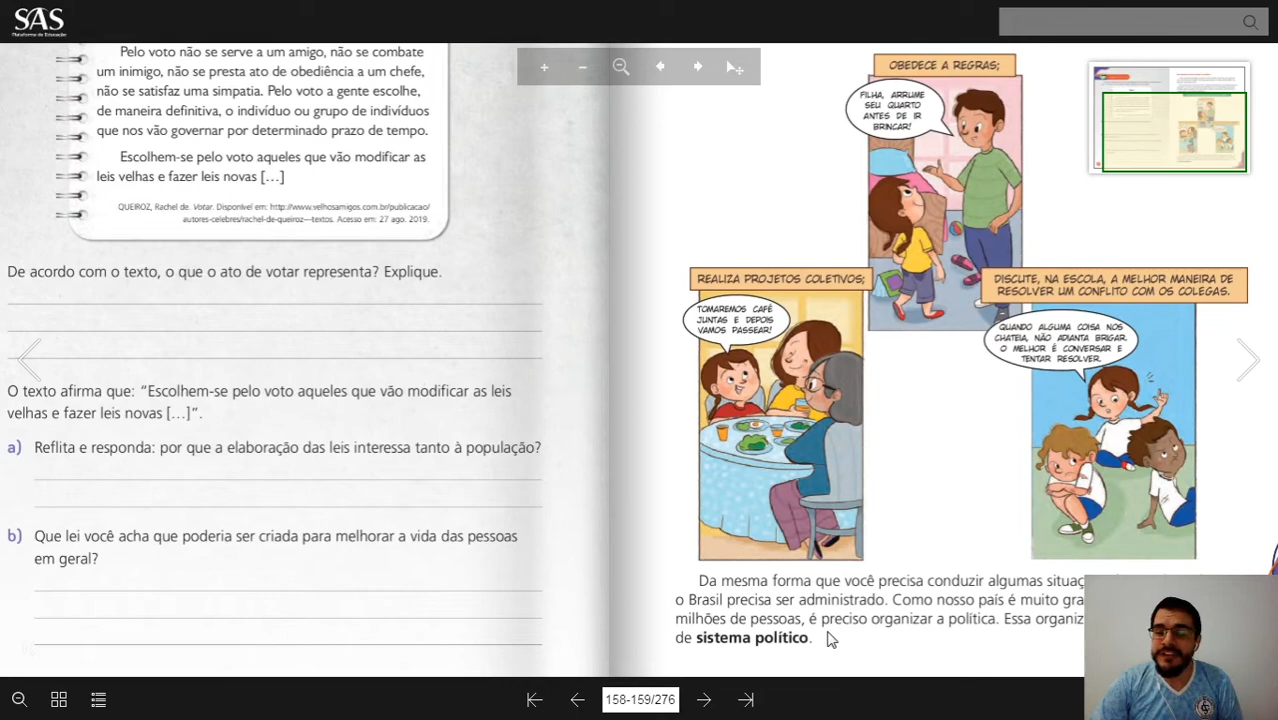 SAS
Plataforma de Educação
Pelo voto não se serve a um amigo, não se combate
um inimigo, não se presta ato de obediência a um chefe,
não se satisfaz uma simpatia. Pelo voto a gente escolhe,
de maneira definitiva, o indivíduo ou grupo de indivíduos
que nos vão governar por determinado prazo de tempo.
Escolhem-se pelo voto aqueles que vão modificar as
leis velhas e fazer leis novas […]
QUEIROZ, Rachel de. Votar. Disponível em: http://www.velhosamigos.com.br/publicacao/
autores-celebres/rachel-de-queiroz—textos. Acesso em: 27 ago. 2019.
De acordo com o texto, o que o ato de votar representa? Explique.
O texto afirma que: “Escolhem-se pelo voto aqueles que vão modificar as leis
velhas e fazer leis novas […]”.
a) Reflita e responda: por que a elaboração das leis interessa tanto à população?
b) Que lei você acha que poderia ser criada para melhorar a vida das pessoas
em geral?
OBEDECE A REGRAS;
FILHA, ARRUME
SEU QUARTO
ANTES DE IR
BRINCAR!
REALIZA PROJETOS COLETIVOS;
TOMAREMOS CAFÉ
JUNTAS E DEPOIS
VAMOS PASSEAR!
DISCUTE, NA ESCOLA, A MELHOR MANEIRA DE
RESOLVER UM CONFLITO COM OS COLEGAS.
QUANDO ALGUMA COISA NOS
CHATEIA, NÃO ADIANTA BRIGAR.
O MELHOR É CONVERSAR E
TENTAR RESOLVER.
Da mesma forma que você precisa conduzir algumas
o Brasil precisa ser administrado. Como nosso país é muito
milhões de pessoas, é preciso organizar a política. Essa
de sistema político.
158-159/276